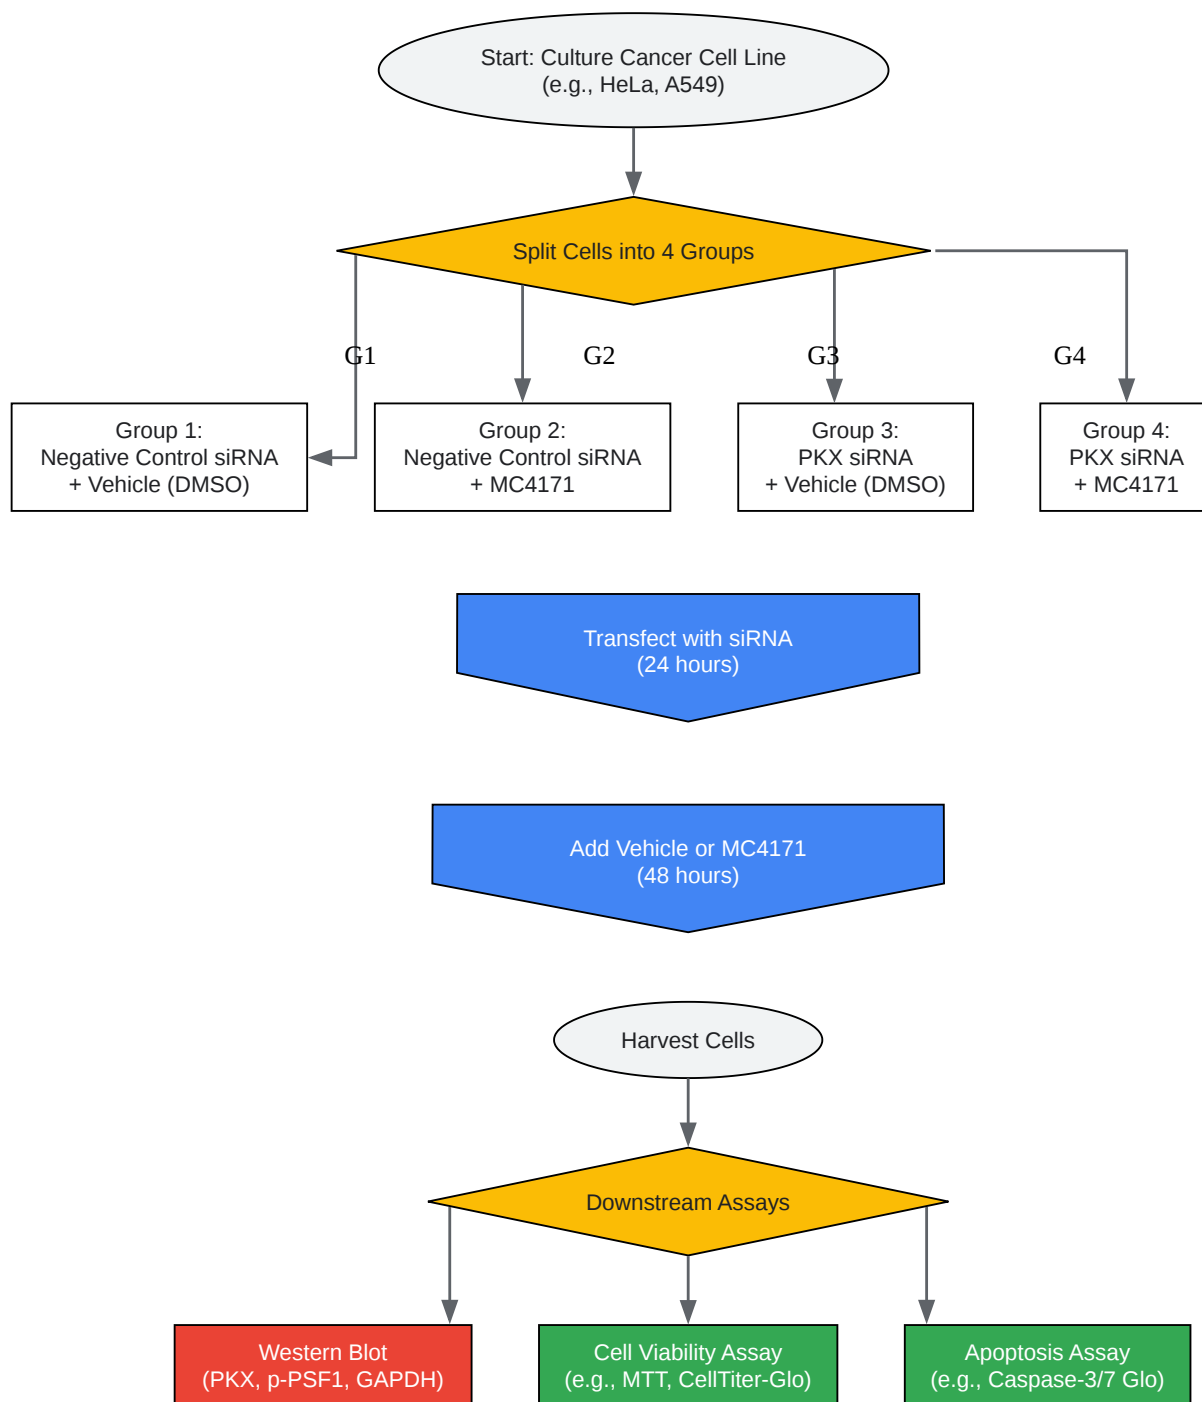 Start: Culture Cancer Cell Line
(e.g., HeLa, A549)
Split Cells into 4 Groups
G1
G2
G3
G4
Group 1:
Negative Control siRNA
+ Vehicle (DMSO)
Group 2:
Negative Control siRNA
+ MC4171
Group 3:
PKX siRNA
+ Vehicle (DMSO)
Group 4:
PKX siRNA
+ MC4171
Transfect with siRNA
(24 hours)
Add Vehicle or MC4171
(48 hours)
Harvest Cells
Downstream Assays
Western Blot
(PKX, p-PSF1, GAPDH)
Cell Viability Assay
(e.g., MTT, CellTiter-Glo)
Apoptosis Assay
(e.g., Caspase-3/7 Glo)